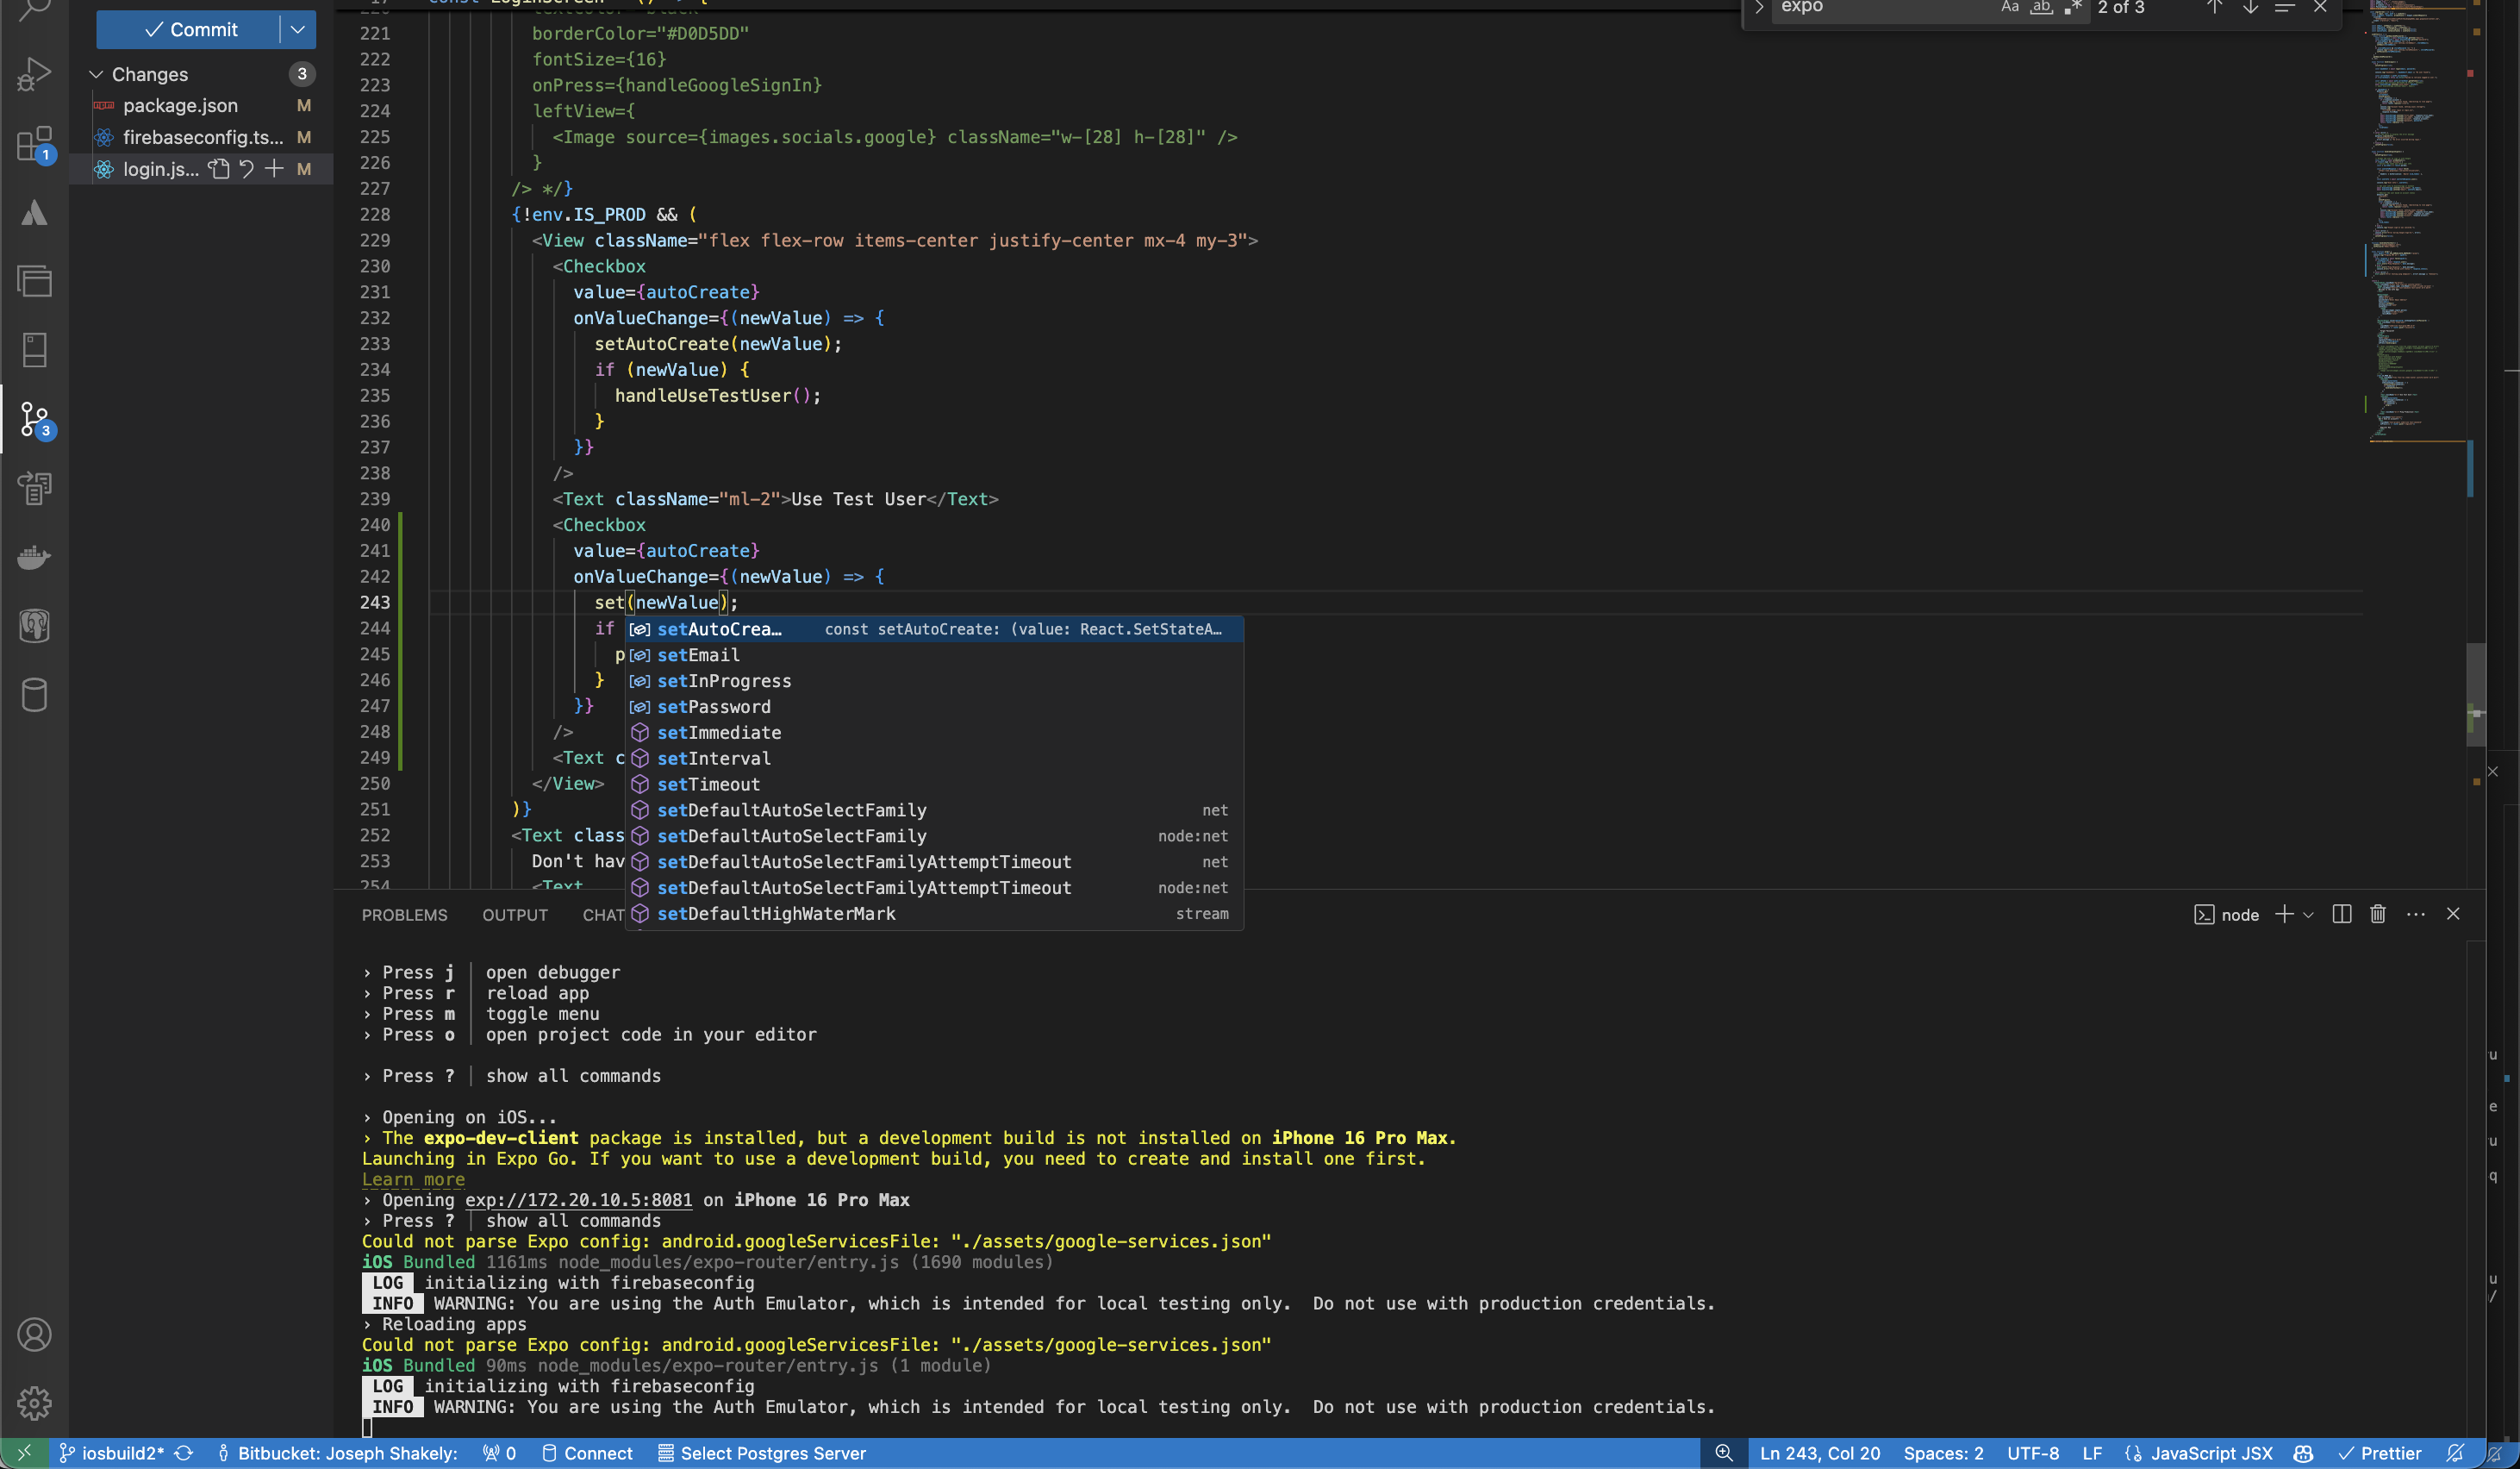 Commit
Changes
3
package.json M
firebaseconfig.ts... M
login.js... M
1
3
17 const LoginScreen = () => {
expo
Aa ab
2 of 3
220 textColor="black"
221 borderColor="#D0D5DD"
222 fontSize={16}
223 onPress={handleGoogleSignIn}
224 leftView={
225 <Image source={images.socials.google} className="w-[28] h-[28]" />
226 }
227 /> */}
228 {!env.IS_PROD && (
229 <View className="flex flex-row items-center justify-center mx-4 my-3">
230 <Checkbox
231 value={autoCreate}
232 onValueChange={(newValue) => {
233 setAutoCreate(newValue);
234 if (newValue) {
235 handleUseTestUser();
236 }
237 }}
238 />
239 <Text className="ml-2">Use Test User</Text>
240 <Checkbox
241 value={autoCreate}
242 onValueChange={(newValue) => {
243 set(newValue);
244 if
245 p
246 }
247 }}
248 />
249 <Text c
250 </View>
251 )}
252 <Text class
253 Don't hav
254 <Text
setAutoCrea... const setAutoCreate: (value: React.SetStateA...
setEmail
setInProgress
setPassword
setImmediate
setInterval
setTimeout
setDefaultAutoSelectFamily net
setDefaultAutoSelectFamily node:net
setDefaultAutoSelectFamilyAttemptTimeout net
setDefaultAutoSelectFamilyAttemptTimeout node:net
setDefaultHighWaterMark stream
PROBLEMS OUTPUT CHAT
node
› Press j │ open debugger
› Press r │ reload app
› Press m │ toggle menu
› Press o │ open project code in your editor
› Press ? │ show all commands
› Opening on iOS...
› The expo-dev-client package is installed, but a development build is not installed on iPhone 16 Pro Max.
Launching in Expo Go. If you want to use a development build, you need to create and install one first.
Learn more
› Opening exp://172.20.10.5:8081 on iPhone 16 Pro Max
› Press ? │ show all commands
Could not parse Expo config: android.googleServicesFile: "./assets/google-services.json"
iOS Bundled 1161ms node_modules/expo-router/entry.js (1690 modules)
LOG initializing with firebaseconfig
INFO WARNING: You are using the Auth Emulator, which is intended for local testing only.  Do not use with production credentials.
› Reloading apps
Could not parse Expo config: android.googleServicesFile: "./assets/google-services.json"
iOS Bundled 90ms node_modules/expo-router/entry.js (1 module)
LOG initializing with firebaseconfig
INFO WARNING: You are using the Auth Emulator, which is intended for local testing only.  Do not use with production credentials.
iosbuild2* Bitbucket: Joseph Shakely: 0 Connect Select Postgres Server
Ln 243, Col 20 Spaces: 2 UTF-8 LF JavaScript JSX Prettier